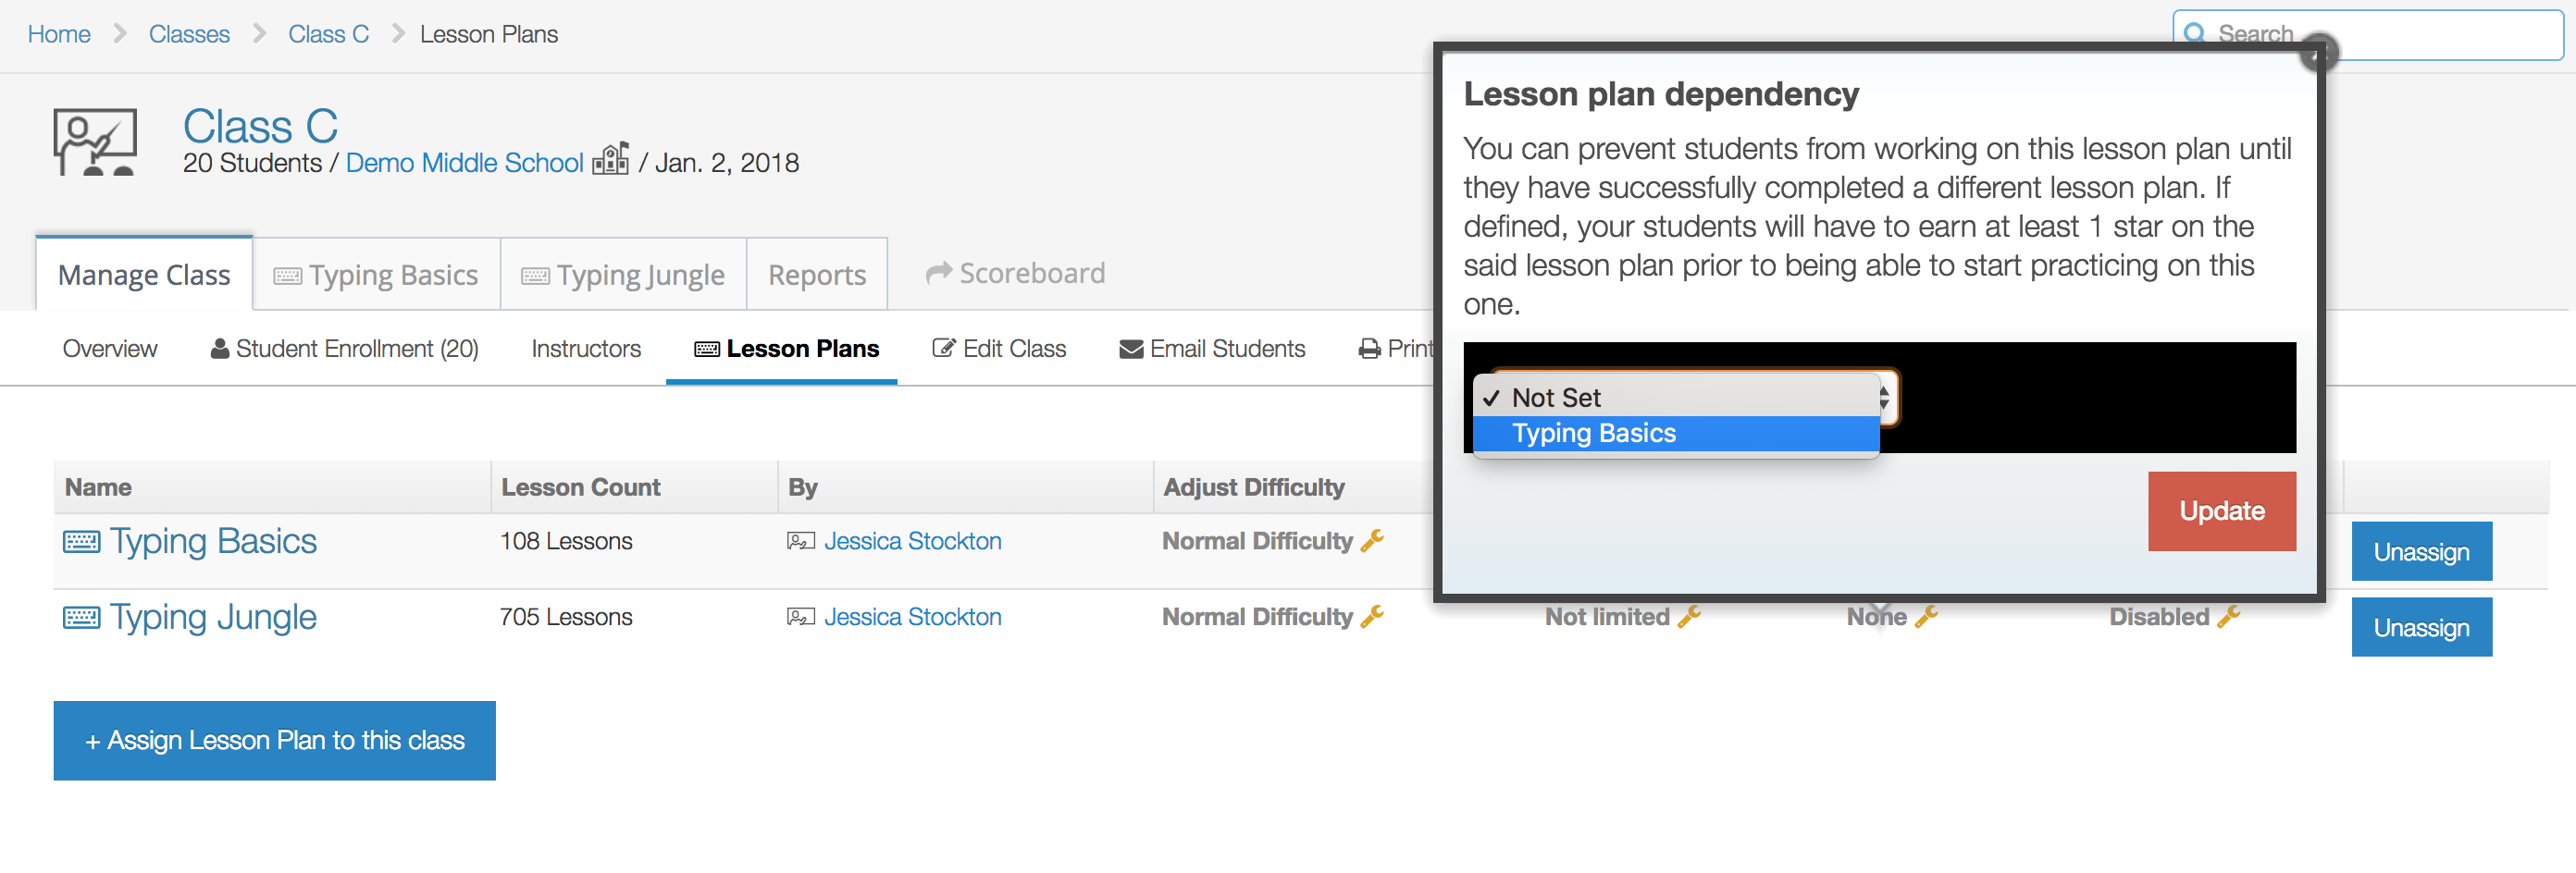 Home > Classes > Class C > Lesson Plans
Search
Class C
20 Students / Demo Middle School / Jan. 2, 2018
Manage Class Typing Basics Typing Jungle Reports Scoreboard
Overview Student Enrollment (20) Instructors Lesson Plans Edit Class Email Students Print
Lesson plan dependency
You can prevent students from working on this lesson plan until
they have successfully completed a different lesson plan. If
defined, your students will have to earn at least 1 star on the
said lesson plan prior to being able to start practicing on this
one.
✓ Not Set
Typing Basics
Update
Name Lesson Count By Adjust Difficulty
Typing Basics 108 Lessons Jessica Stockton Normal Difficulty Unassign
Typing Jungle 705 Lessons Jessica Stockton Normal Difficulty Not limited None Disabled Unassign
+ Assign Lesson Plan to this class